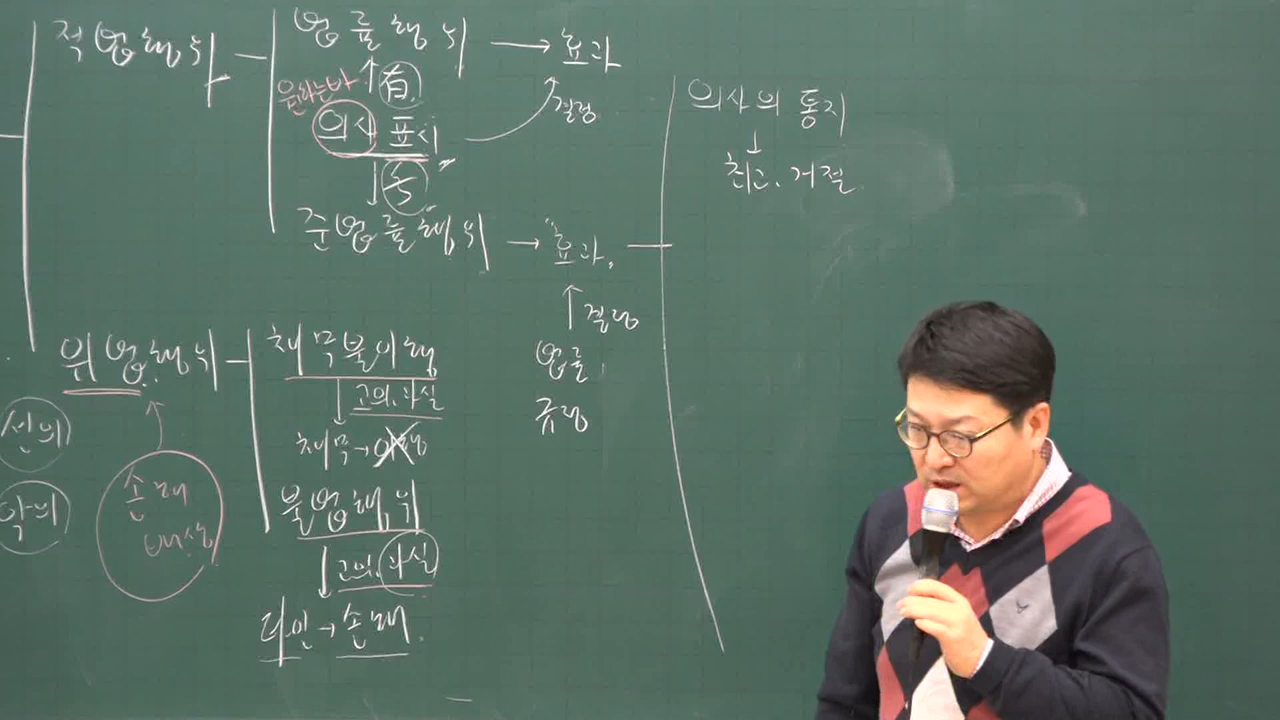 적법행위
법률행위 → 효과
원하는바 有
의사표시
결정
준법률행위 → 효과
결정
법률
규정
의사의 통지
최고, 거절
위법행위
채무불이행
고의, 과실
채무→이행
불법행위
고의, 과실
타인→손해
손해
배상
선의
악의